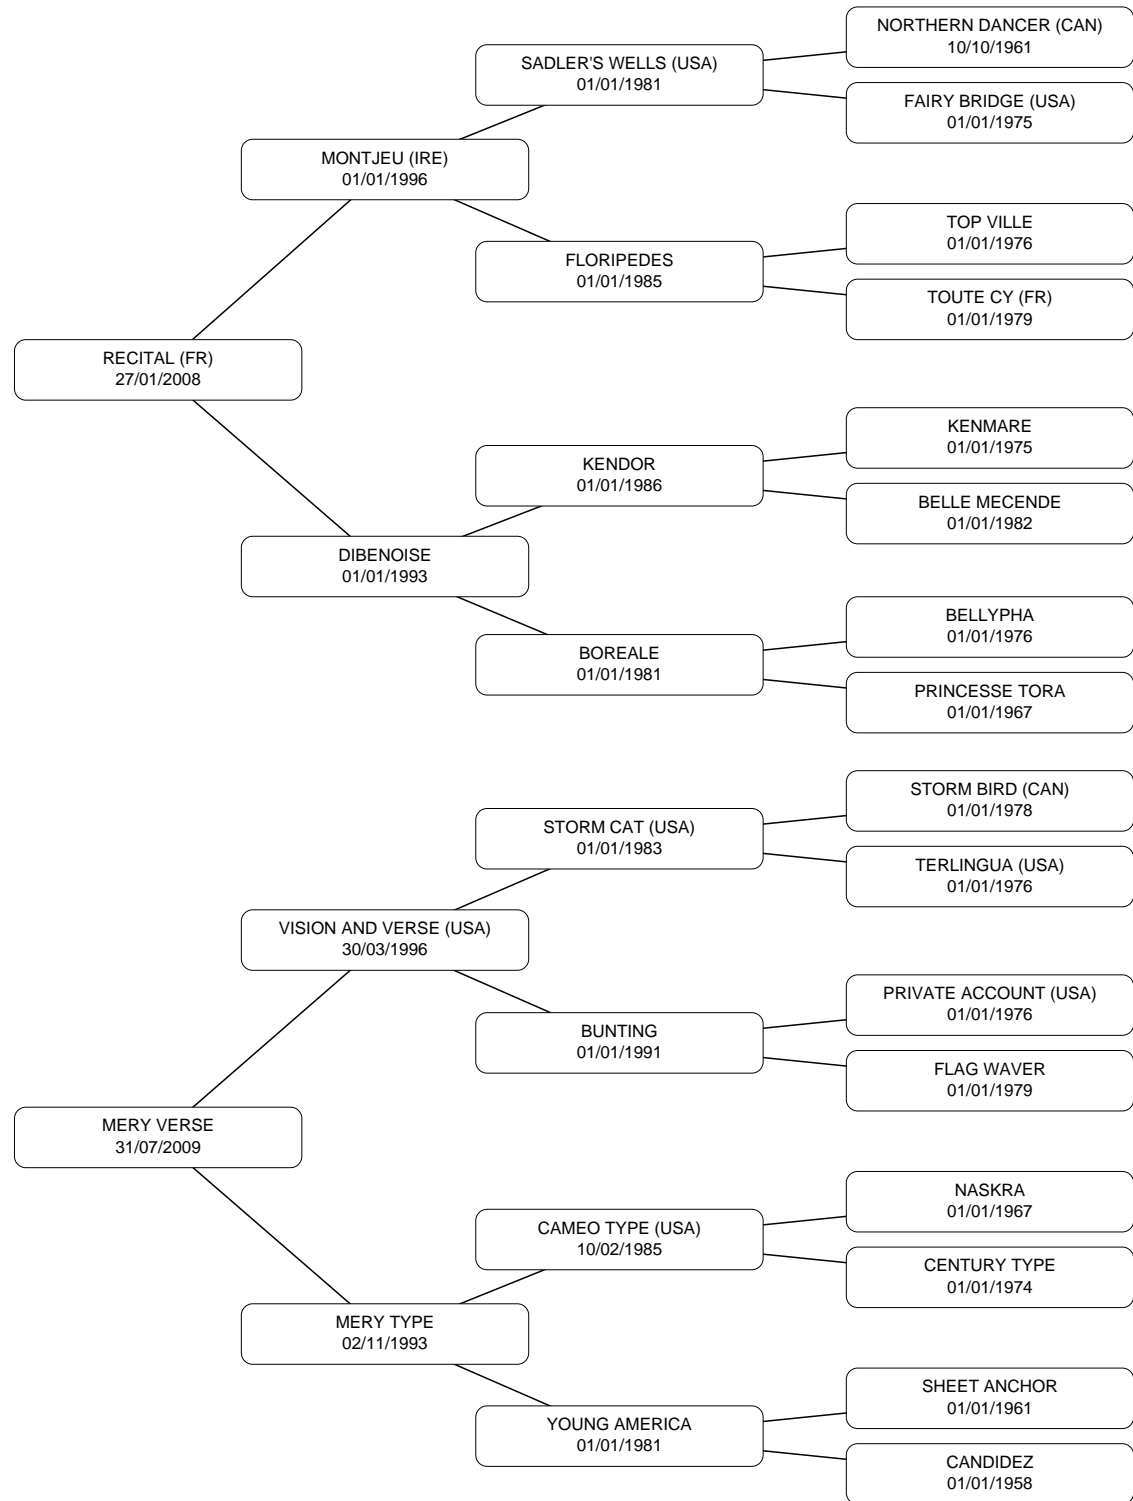 NORTHERN DANCER (CAN)
10/10/1961
SADLER'S WELLS (USA)
01/01/1981
FAIRY BRIDGE (USA)
01/01/1975
MONTJEU (IRE)
01/01/1996
TOP VILLE
01/01/1976
FLORIPEDES
01/01/1985
TOUTE CY (FR)
01/01/1979
RECITAL (FR)
27/01/2008
KENMARE
01/01/1975
KENDOR
01/01/1986
BELLE MECENDE
01/01/1982
DIBENOISE
01/01/1993
BELLYPHA
01/01/1976
BOREALE
01/01/1981
PRINCESSE TORA
01/01/1967
STORM BIRD (CAN)
01/01/1978
STORM CAT (USA)
01/01/1983
TERLINGUA (USA)
01/01/1976
VISION AND VERSE (USA)
30/03/1996
PRIVATE ACCOUNT (USA)
01/01/1976
BUNTING
01/01/1991
FLAG WAVER
01/01/1979
MERY VERSE
31/07/2009
NASKRA
01/01/1967
CAMEO TYPE (USA)
10/02/1985
CENTURY TYPE
01/01/1974
MERY TYPE
02/11/1993
SHEET ANCHOR
01/01/1961
YOUNG AMERICA
01/01/1981
CANDIDEZ
01/01/1958